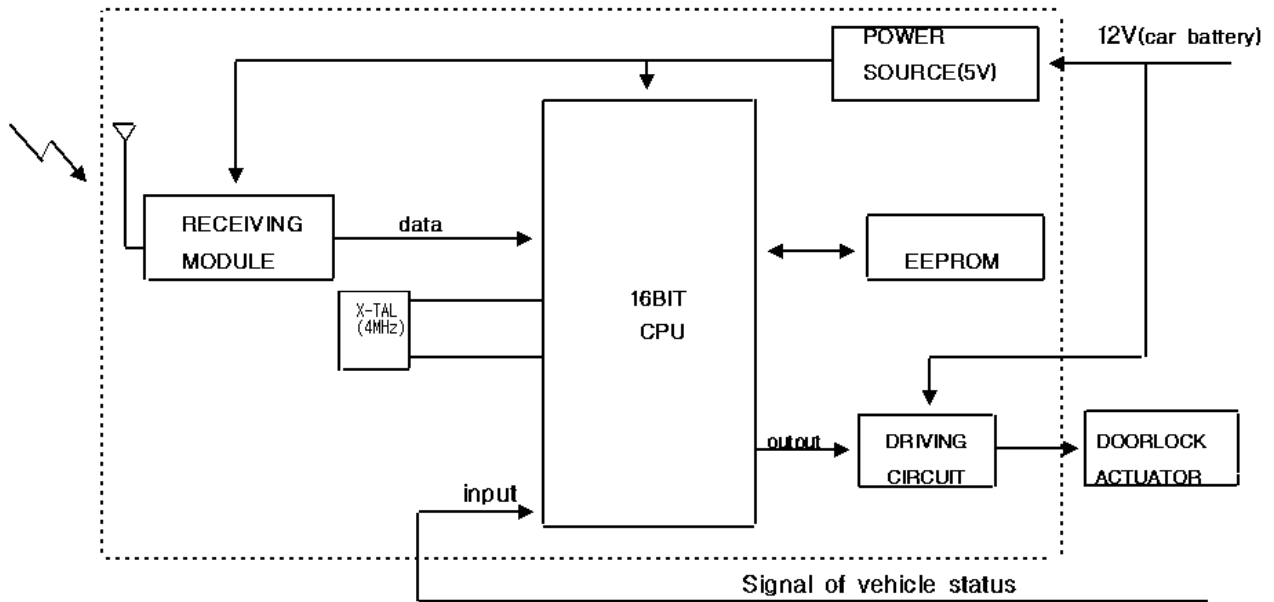 POWER
SOURCE(5V)
12V(car battery)
RECEIVING
MODULE
data
EEPROM
X-TAL
(4MHz)
16BIT
CPU
output
DRIVING
CIRCUIT
DOORLOCK
ACTUATOR
input
Signal of vehicle status